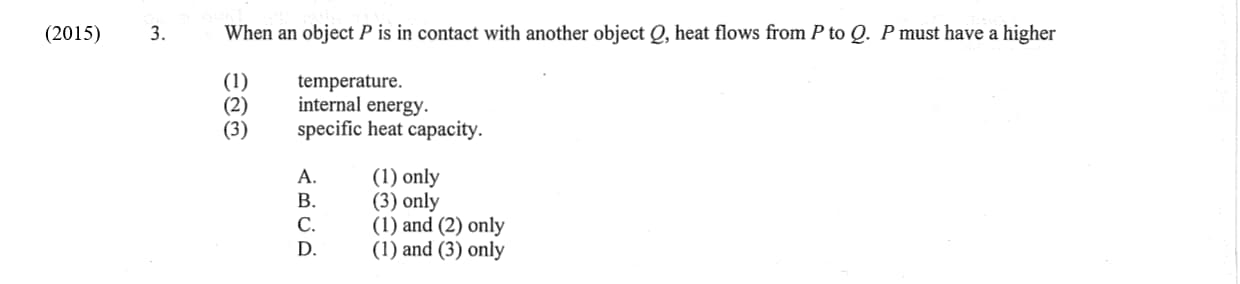 (2015) 3. When an object P is in contact with another object Q, heat flows from P to Q. P must have a higher
(1) temperature.
(2) internal energy.
(3) specific heat capacity.
A. (1) only
B. (3) only
C. (1) and (2) only
D. (1) and (3) only